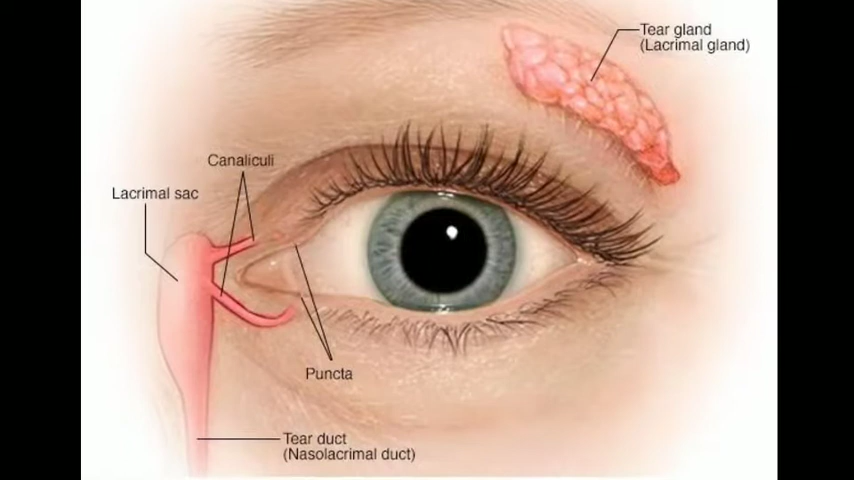 Tear gland
(Lacrimal gland)
Canaliculi
Lacrimal sac
Puncta
Tear duct
(Nasolacrimal duct)